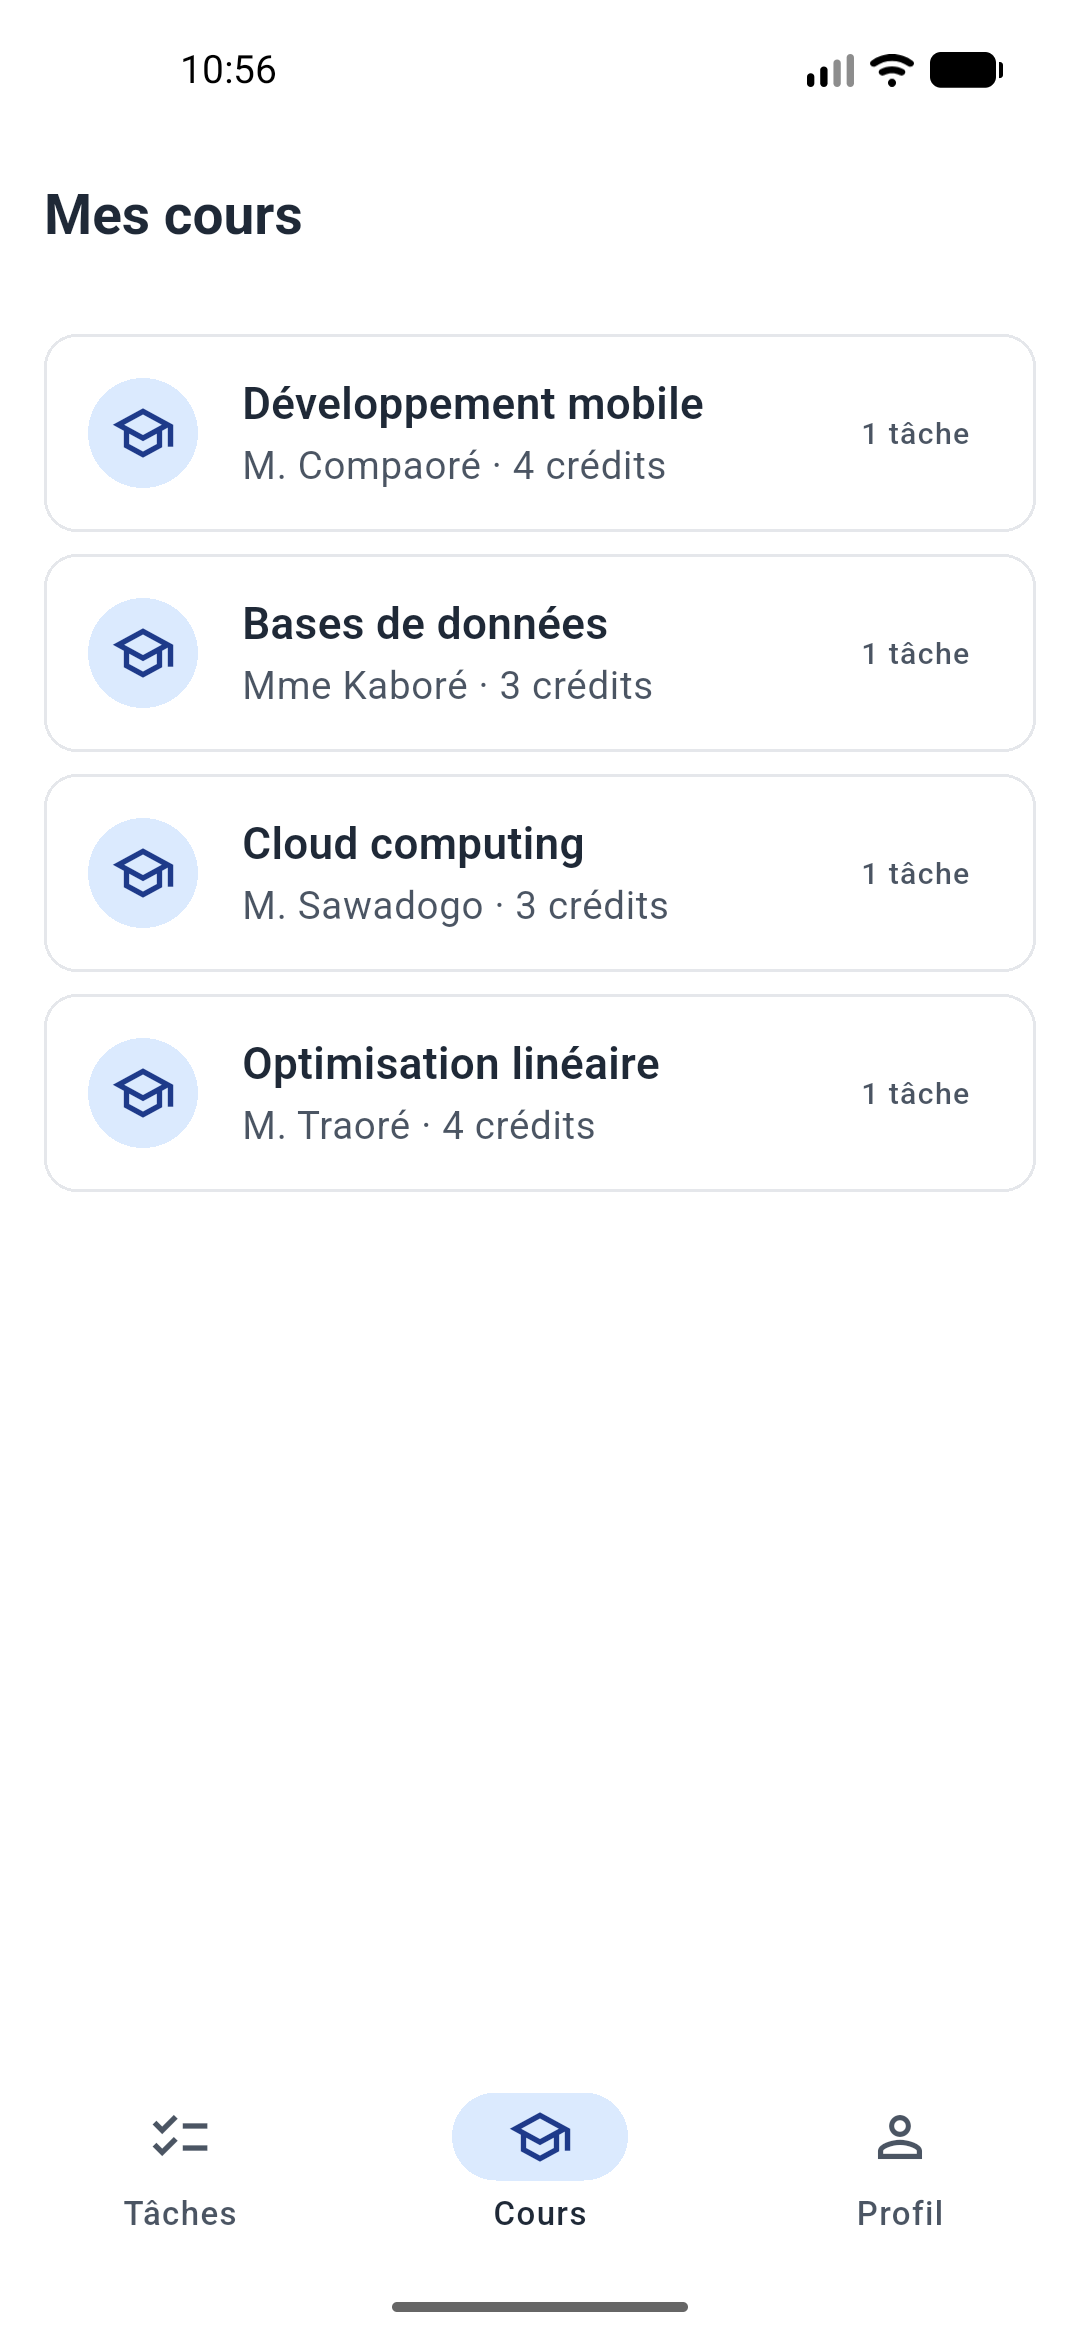 10:56
Mes cours
Développement mobile
M. Compaoré · 4 crédits
1 tâche
Bases de données
Mme Kaboré · 3 crédits
1 tâche
Cloud computing
M. Sawadogo · 3 crédits
1 tâche
Optimisation linéaire
M. Traoré · 4 crédits
1 tâche
Tâches
Cours
Profil